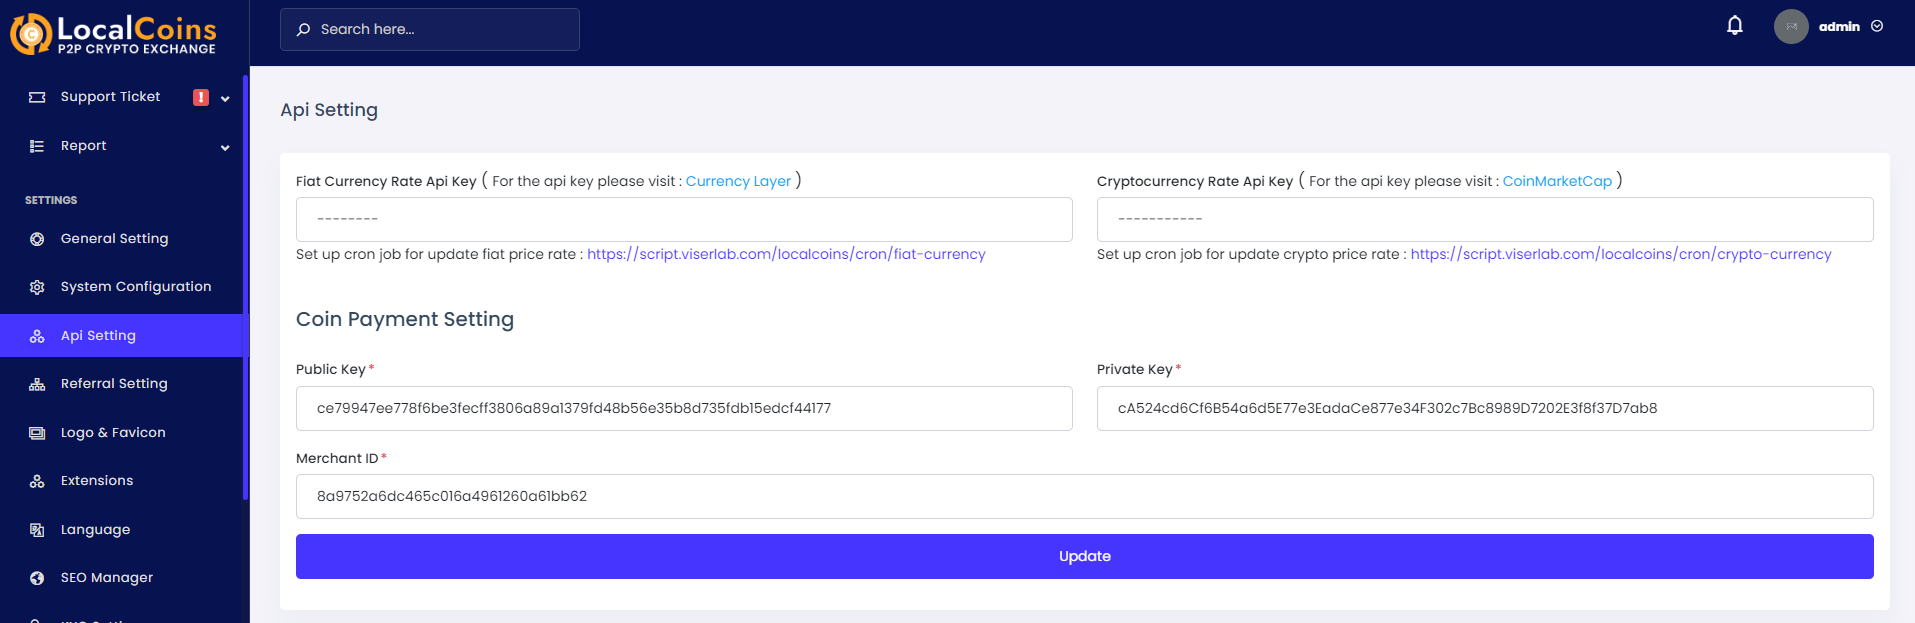 LocalCoins
P2P CRYPTO EXCHANGE
Search here...
admin
Support Ticket
Report
SETTINGS
General Setting
System Configuration
Api Setting
Referral Setting
Logo & Favicon
Extensions
Language
SEO Manager
Api Setting
Fiat Currency Rate Api Key ( For the api key please visit : Currency Layer )
--------
Set up cron job for update fiat price rate : https://script.viserlab.com/localcoins/cron/fiat-currency
Cryptocurrency Rate Api Key ( For the api key please visit : CoinMarketCap )
-----------
Set up cron job for update crypto price rate : https://script.viserlab.com/localcoins/cron/crypto-currency
Coin Payment Setting
Public Key *
ce79947ee778f6be3fecff3806a89a1379fd48b56e35b8d735fdb15edcf44177
Private Key *
cA524cd6Cf6B54a6d5E77e3EadaCe877e34F302c7Bc8989D7202E3f8f37D7ab8
Merchant ID *
8a9752a6dc465c016a4961260a61bb62
Update